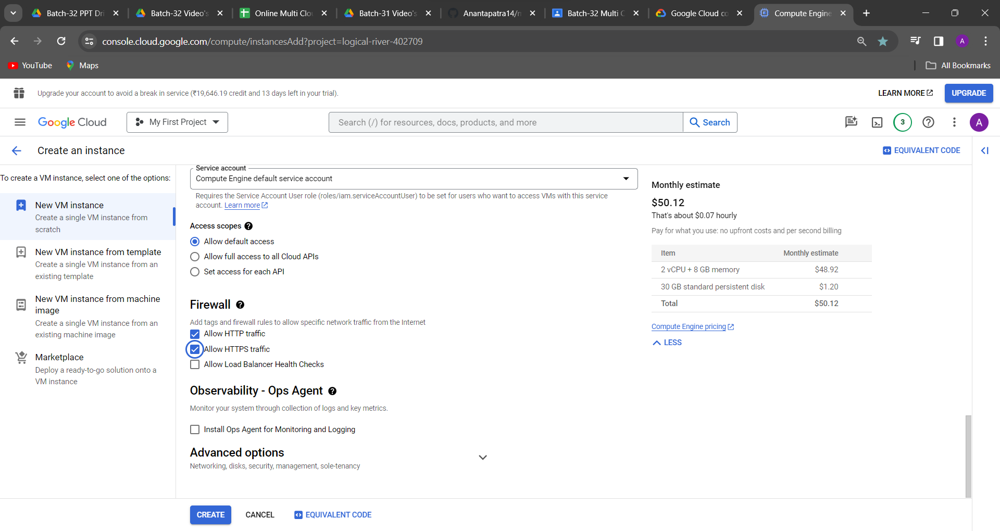 Batch-32 PPT Dri
Batch-32 Video's
Online Multi Clou
Batch-31 Video's
Anantapatra14/
Batch-32 Multi C
Google Cloud co
Compute Engine
console.cloud.google.com/compute/instancesAdd?project=logical-river-402709
A
YouTube
Maps
All Bookmarks
Upgrade your account to avoid a break in service (₹19,646.19 credit and 13 days left in your trial).
LEARN MORE
UPGRADE
Google Cloud
My First Project
Search (/) for resources, docs, products, and more
Search
3
A
Create an instance
EQUIVALENT CODE
To create a VM instance, select one of the options:
New VM instance
Create a single VM instance from
scratch
New VM instance from template
Create a single VM instance from an
existing template
New VM instance from machine
image
Create a single VM instance from an
existing machine image
Marketplace
Deploy a ready-to-go solution onto a
VM instance
Service account
Compute Engine default service account
Requires the Service Account User role (roles/iam.serviceAccountUser) to be set for users who want to access VMs with this service
account. Learn more
Access scopes
Allow default access
Allow full access to all Cloud APIs
Set access for each API
Firewall
Add tags and firewall rules to allow specific network traffic from the Internet
Allow HTTP traffic
Allow HTTPS traffic
Allow Load Balancer Health Checks
Observability - Ops Agent
Monitor your system through collection of logs and key metrics.
Install Ops Agent for Monitoring and Logging
Advanced options
Networking, disks, security, management, sole-tenancy
Monthly estimate
$50.12
That's about $0.07 hourly
Pay for what you use: no upfront costs and per second billing
Item Monthly estimate
2 vCPU + 8 GB memory $48.92
30 GB standard persistent disk $1.20
Total $50.12
Compute Engine pricing
LESS
CREATE
CANCEL
EQUIVALENT CODE